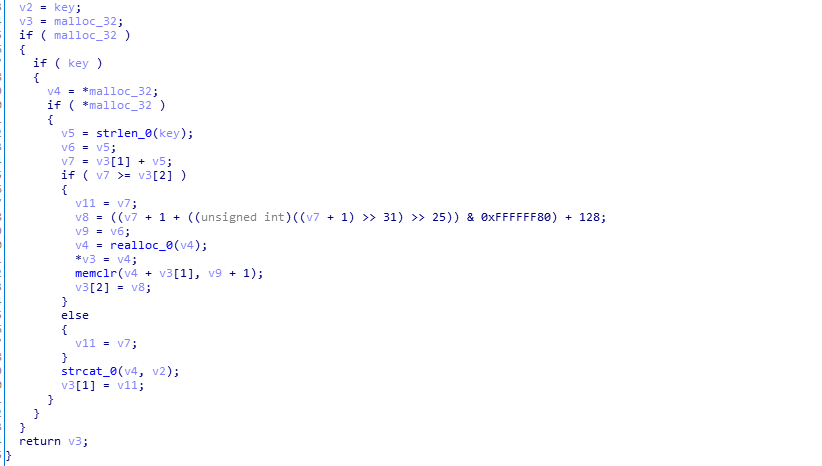 v2 = key;
v3 = malloc_32;
if ( malloc_32 )
{
if ( key )
{
v4 = *malloc_32;
if ( *malloc_32 )
{
v5 = strlen_0(key);
v6 = v5;
v7 = v3[1] + v5;
if ( v7 >= v3[2] )
{
v11 = v7;
v8 = ((v7 + 1 + ((unsigned int)((v7 + 1) >> 31) >> 25)) & 0xFFFFFF80) + 128;
v9 = v6;
v4 = realloc_0(v4);
*v3 = v4;
memclr(v4 + v3[1], v9 + 1);
v3[2] = v8;
}
else
{
v11 = v7;
}
strcat_0(v4, v2);
v3[1] = v11;
}
}
}
return v3;
}